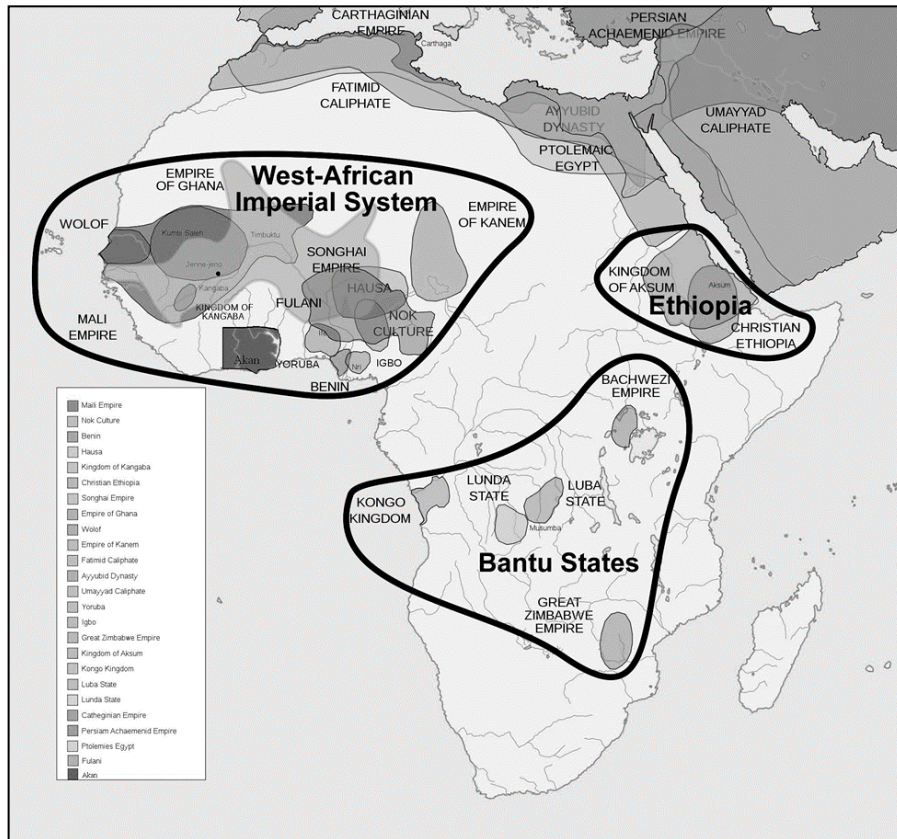 CARTHAGINIAN
EMPIRE
Carthaga
PERSIAN
ACHAEMENID EMPIRE
FATIMID
CALIPHATE
AYYUBID
DYNASTY
UMAYYAD
CALIPHATE
PTOLEMAIC
EGYPT
West-African
Imperial System
EMPIRE
OF GHANA
EMPIRE
OF KANEM
WOLOF
Kumbi Saleh
Timbuktu
SONGHAI
EMPIRE
Jenne-jeno
Kangaba
HAUSA
KINGDOM OF
KANGABA
FULANI
NOK
CULTURE
MALI
EMPIRE
Ife
Akan
YORUBA
Nri
IGBO
BENIN
KINGDOM
OF AKSUM
Aksum
Ethiopia
CHRISTIAN
ETHIOPIA
BACHWEZI
EMPIRE
LUNDA
STATE
LUBA
STATE
KONGO
KINGDOM
Musumba
Bantu States
GREAT
ZIMBABWE
EMPIRE
Maili Empire
Nok Culture
Benin
Hausa
Kingdom of Kangaba
Christian Ethiopia
Songhai Empire
Empire of Ghana
Wolof
Empire of Kanem
Fatimid Caliphate
Ayyubid Dynasty
Umayyad Caliphate
Yoruba
Igbo
Great Zimbabwe Empire
Kingdom of Aksum
Kongo Kingdom
Luba State
Lunda State
Catheginian Empire
Persiam Achaemenid Empire
Ptolemies Egypt
Fulani
Akan